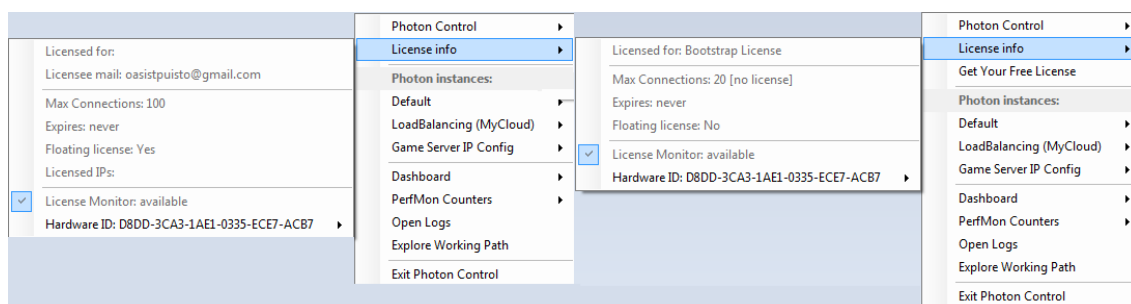 Licensed for:
Licensee mail: oasistpuisto@gmail.com
Max Connections: 100
Expires: never
Floating license: Yes
Licensed IPs:
License Monitor: available
Hardware ID: D8DD-3CA3-1AE1-0335-ECE7-ACB7
Photon Control
License info
Photon instances:
Default
LoadBalancing (MyCloud)
Game Server IP Config
Dashboard
PerfMon Counters
Open Logs
Explore Working Path
Exit Photon Control
Licensed for: Bootstrap License
Max Connections: 20 [no license]
Expires: never
Floating license: No
License Monitor: available
Hardware ID: D8DD-3CA3-1AE1-0335-ECE7-ACB7
Photon Control
License info
Get Your Free License
Photon instances:
Default
LoadBalancing (MyCloud)
Game Server IP Config
Dashboard
PerfMon Counters
Open Logs
Explore Working Path
Exit Photon Control